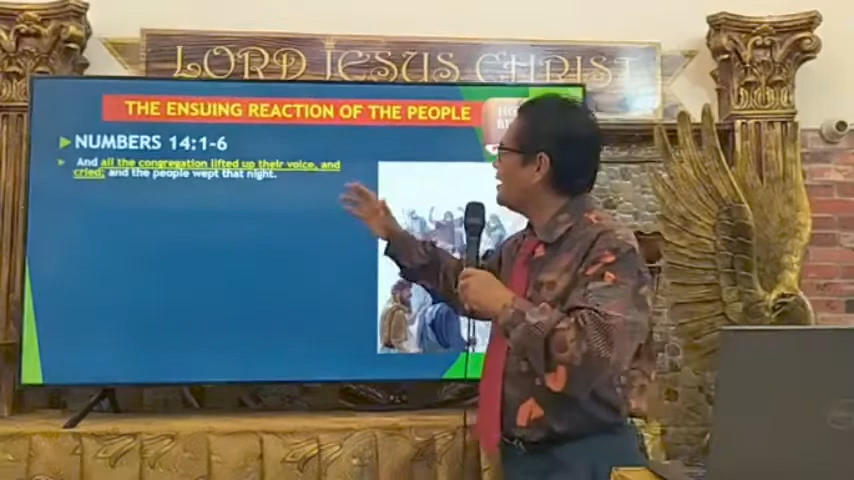 LORD JESUS CHRIST
THE ENSUING REACTION OF THE PEOPLE
NUMBERS 14:1-6
And all the congregation lifted up their voice, and
cried; and the people wept that night.